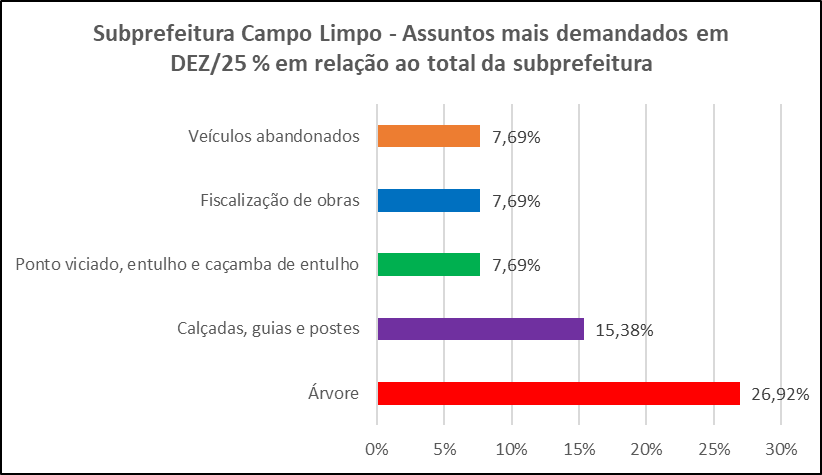 Subprefeitura Campo Limpo - Assuntos mais demandados em
DEZ/25 % em relação ao total da subprefeitura
Veículos abandonados 7,69%
Fiscalização de obras 7,69%
Ponto viciado, entulho e caçamba de entulho 7,69%
Calçadas, guias e postes 15,38%
Árvore 26,92%
0% 5% 10% 15% 20% 25% 30%